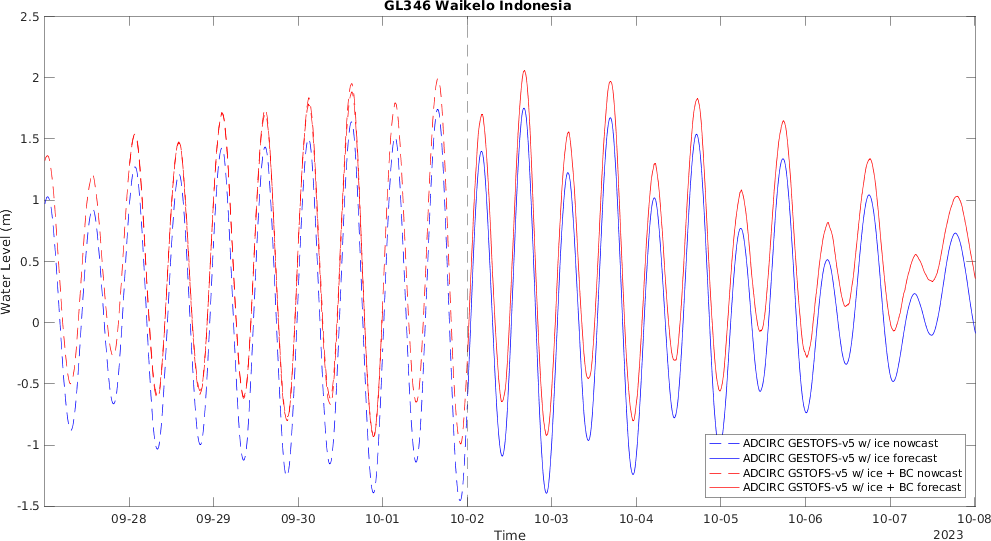 GL346 Waikelo Indonesia
2.5
2
1.5
1
0.5
0
-0.5
-1
-1.5
Water Level (m)
09-28 09-29 09-30 10-01 10-02 10-03 10-04 10-05 10-06 10-07 10-08
Time
2023
ADCIRC GESTOFS-v5 w/ ice nowcast
ADCIRC GESTOFS-v5 w/ ice forecast
ADCIRC GSTOFS-v5 w/ ice + BC nowcast
ADCIRC GSTOFS-v5 w/ ice + BC forecast